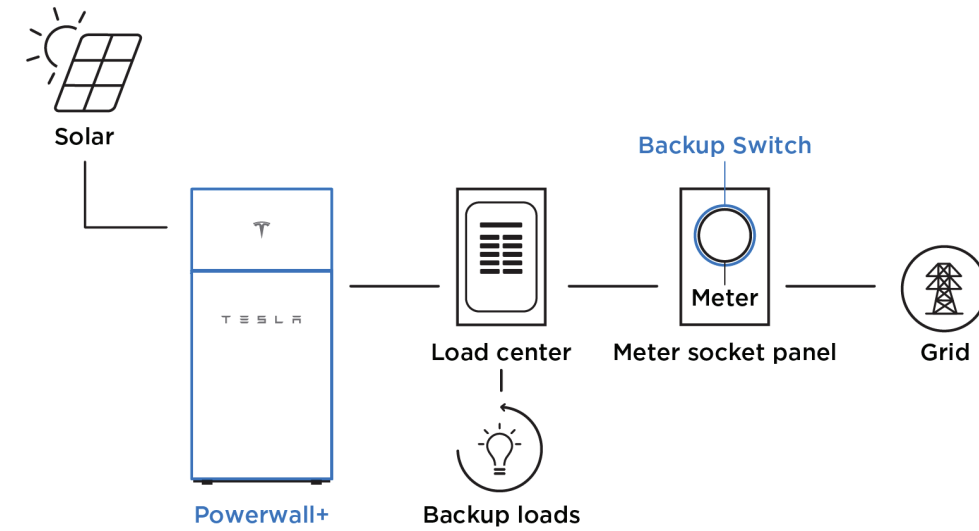 Solar
Backup Switch
TESLA
Meter
Load center
Meter socket panel
Grid
Powerwall+
Backup loads